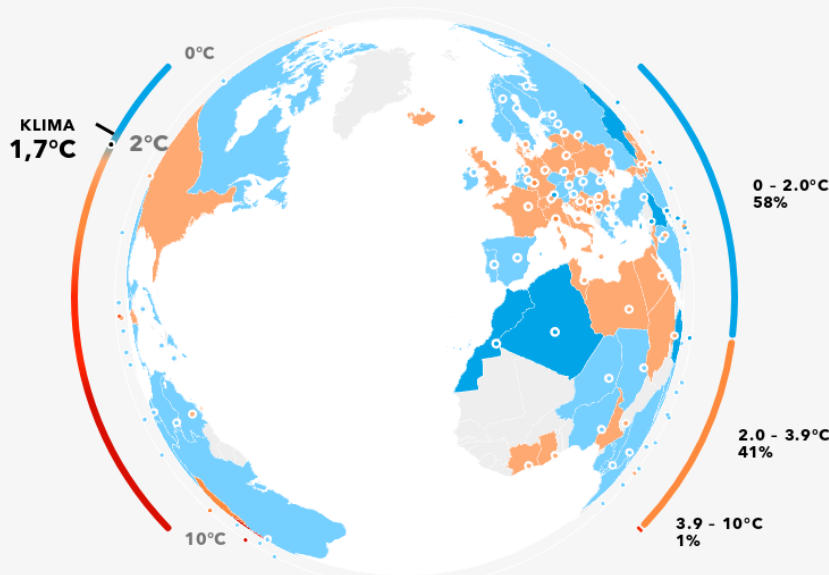 0°C
KLIMA
1,7°C
2°C
0 – 2.0°C
58%
2.0 – 3.9°C
41%
3.9 – 10°C
1%
10°C